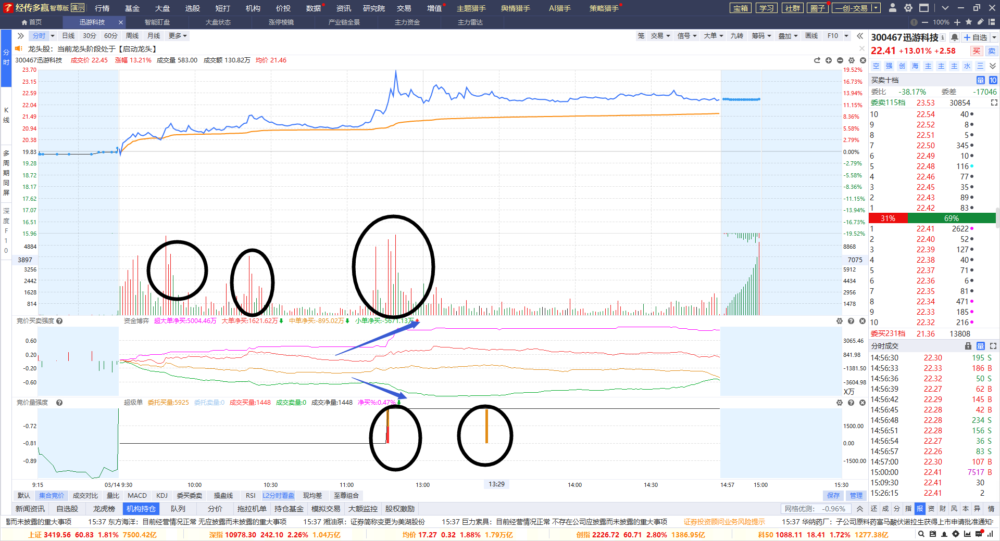 经传多赢 智尊版 演示 行情 基金 大盘 选股 短打 机构 价投 数据 资讯 研究院 交易 增值 主题猎手 舆情猎手 AI猎手 策略猎手 宝箱 学习 社群 圈子 一创-交易
首页 迅游科技 智能盯盘 大盘状态 涨停棱镜 产业链全景 主力资金 主力雷达 100%
分时 日线 30分 60分 周线 月线 更多 笼 交易 信号 大单 九转 筹码 叠加 画线 F10
龙头股：当前龙头阶段处于【启动龙头】
300467迅游科技 成交价 22.45 涨幅 13.21% 成交量 583.00 成交额 130.82万 均价 21.46
分时
K线
多周期同屏
深度F10
23.70 19.52%
23.15 16.73%
22.59 13.94%
22.04 11.15%
21.49 8.36%
20.94 5.58%
20.38 2.79%
19.83 0.00%
19.28 -2.79%
18.72 -5.58%
18.17 -8.36%
17.62 -11.15%
17.07 -13.94%
16.51 -16.73%
15.96 -19.52%
4884 8868
3897 7075
3256 5912
2442 4434
1628 2956
814 1478
竞价买卖强度 资金博弈 超大单净买:5004.46万 大单净买:1621.62万 中单净买:-895.02万 小单净买:-5671.13万
0.60 3065.46
0.20 841.98
-0.20 -1381.50
-0.60 -3604.98
X万
竞价量强度 超级单 委托买量:5925 委托卖量:0 成交买量:1448 成交卖量:0 成交净量:1448 净买%:0.47%
-0.72 1500.00
-0.81 0.00
-0.89 -1500.00
9:15 03/14 9:30 10:00 10:30 11:00 13:00 13:29 14:00 14:30 14:57 15:00 15:30
默认 集合竞价 成交对比 量比 MACD KDJ 委买委卖 操盘线 RSI L2分时看盘 现均差 至尊组合 保存 管理
新闻资讯 自选股 龙虎榜 机构持仓 队列 分价 拖拉机单 持仓基金 模拟交易 大额监控 股权激励 网格优测： -0.96%
300467迅游科技 自选
22.41 +13.01% +2.58 买 卖
空 强 创 海 主 主 主 水 三
买卖十档 量 10
委比 -38.17% 委差 -17046
委卖115档 23.53 30854
10 22.54 40
9 22.52 8
8 22.51 5
7 22.50 345
6 22.49 10
5 22.48 116
4 22.46 77
3 22.45 35
2 22.43 89
1 22.42 83
31% 69%
1 22.41 2622
2 22.40 52
3 22.39 127
4 22.38 40
5 22.37 71
6 22.36 6
7 22.35 81
8 22.34 471
9 22.33 185
10 22.32 216
委买231档 21.36 13808
分时成交 量
14:56:30 22.30 195 S
14:56:33 22.33 186 B
14:56:36 22.32 50 S
14:56:39 22.27 62 B
14:56:42 22.29 145 B
14:56:45 22.28 42 B
14:56:48 22.28 234 S
14:56:51 22.28 156 S
14:56:54 22.27 36 S
14:56:57 22.26 83 S
14:57:00 22.30 107 B
15:00:00 22.41 7517 B
15:09:30 22.41 30
15:26:15 22.41 2
还 成 分 指 报 资 财 风 本 异 情
而未披露的重大事项 15:37 东方海洋：目前经营情况正常 无应披露而未披露的重大事项 15:37 湘油泵：证券简称变更为美湖股份 15:37 巨力索具：目前经营情况正常 不存在公司应披露而未披露的重大事项 证券投资顾问业务风险提示 15:37 华纳药厂：子公司原料药富马酸伏诺拉生获得上市申请批准通知
上证 3419.56 60.83 1.81% 7500.42亿 深指 10978.30 242.10 2.26% 1.04万亿 均价 17.27 0.32 1.88% 1.79万亿 创指 2226.72 60.71 2.80% 1386.95亿 科50 1088.11 18.41 1.72% 1277.38亿